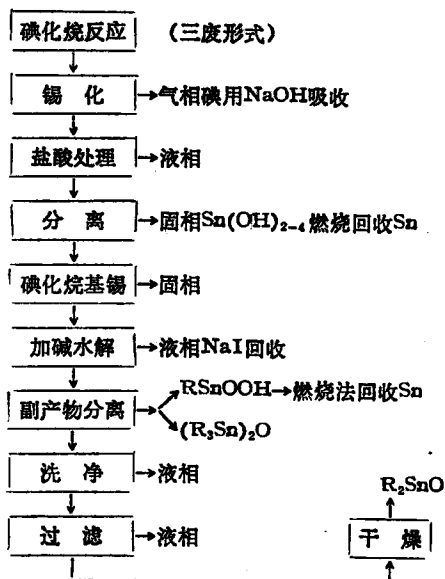 碘化烷反应 （三废形式）
锡 化 →气相碘用NaOH吸收
盐酸处理 →液相
分 离 →固相Sn(OH)₂₋₄燃烧回收Sn
碘化烷基锡 →固相
加碱水解 →液相NaI回收
RSnOOH→燃烧法回收Sn
副产物分离
(R₃Sn)₂O
洗 净 →液相
R₂SnO
过 滤 →液相
干 燥